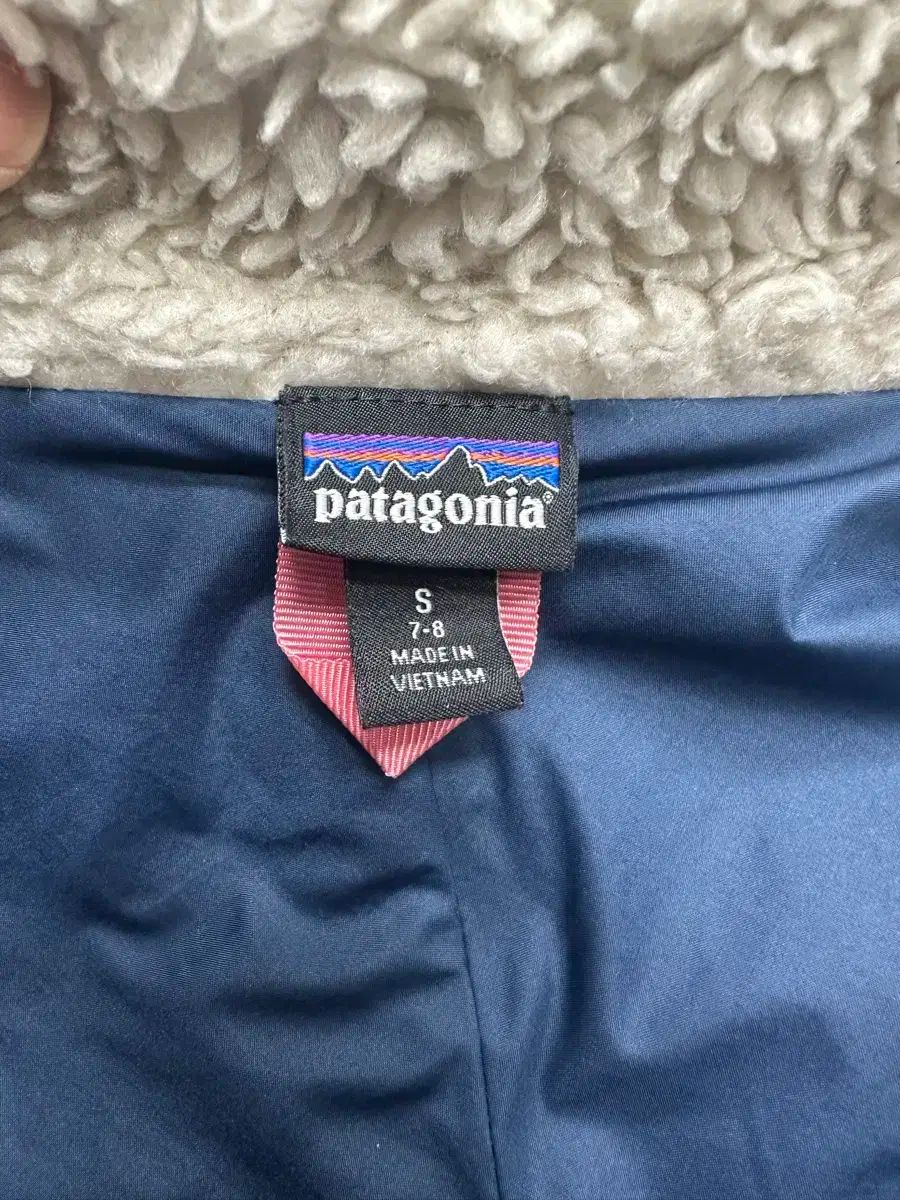 patagonia®
S
7-8
MADE IN
VIETNAM